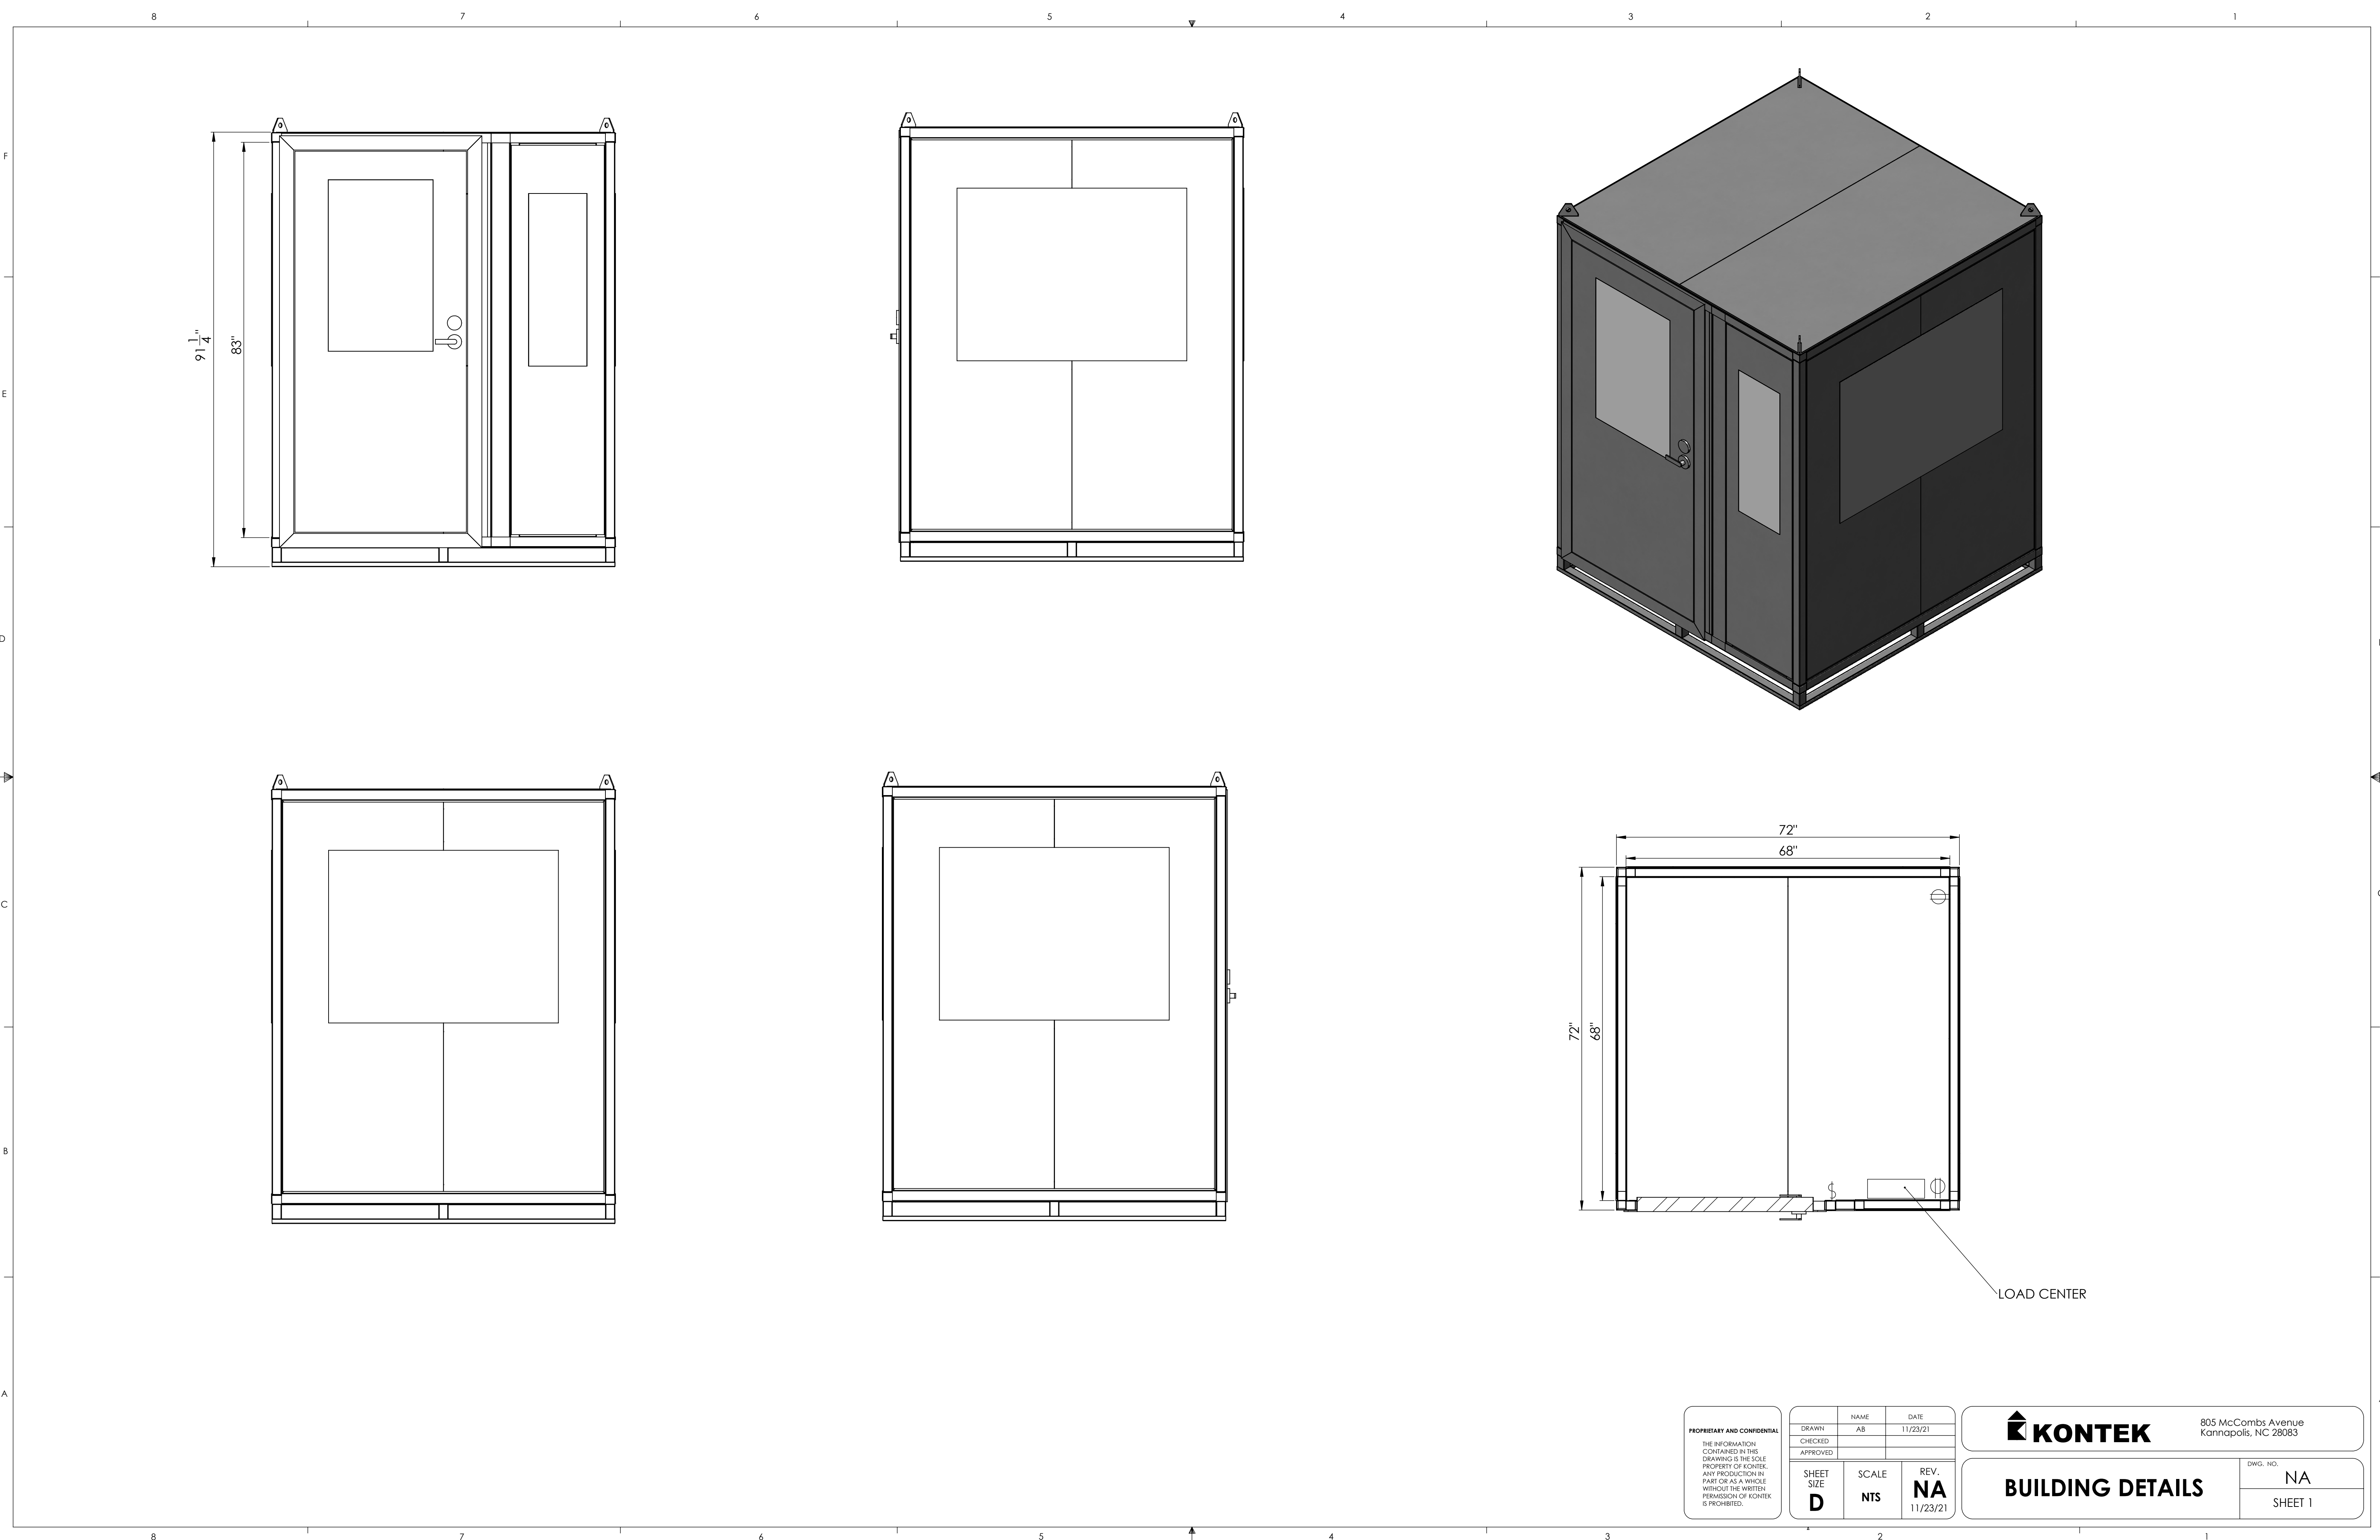 8 7 6 5 4 3 2 1
F
E
D
C
B
A
91 1/4"
83"
72"
68"
72"
68"
LOAD CENTER
PROPRIETARY AND CONFIDENTIAL
THE INFORMATION
CONTAINED IN THIS
DRAWING IS THE SOLE
PROPERTY OF KONTEK.
ANY PRODUCTION IN
PART OR AS A WHOLE
WITHOUT THE WRITTEN
PERMISSION OF KONTEK
IS PROHIBITED.
NAME DATE
DRAWN AB 11/23/21
CHECKED
APPROVED
SHEET
SIZE
D
SCALE
NTS
REV.
NA
11/23/21
KONTEK
805 McCombs Avenue
Kannapolis, NC 28083
BUILDING DETAILS
DWG. NO.
NA
SHEET 1
8 7 6 5 4 3 2 1